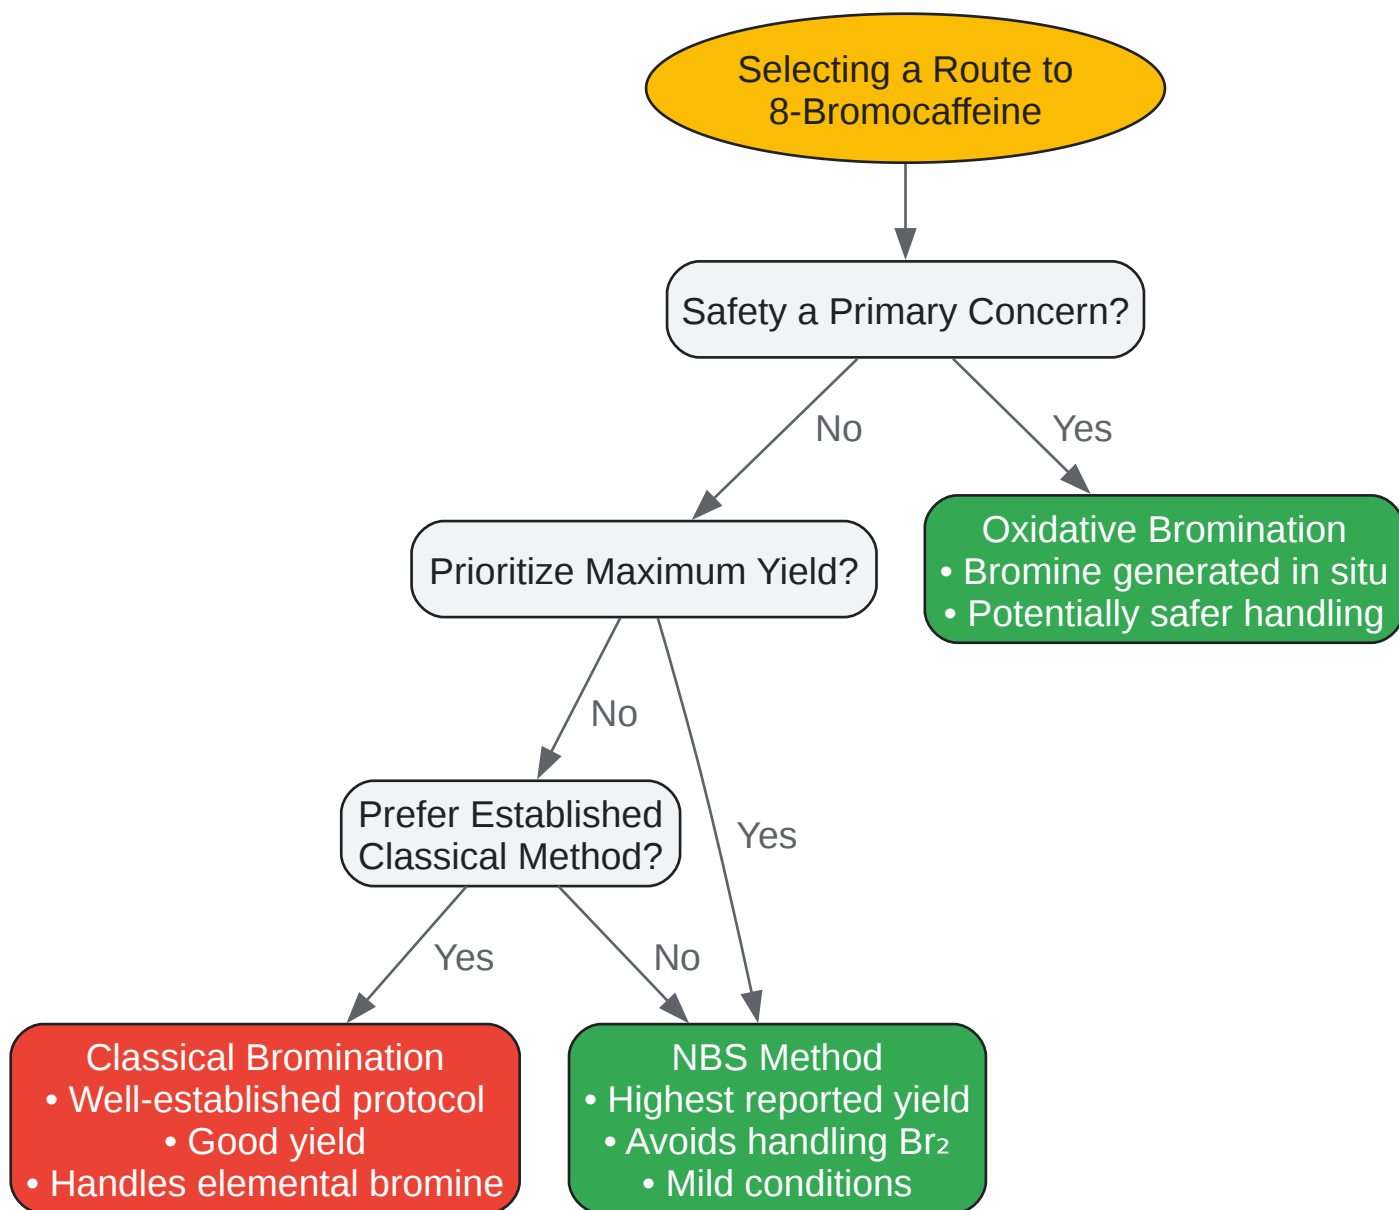 Selecting a Route to
8-Bromocaffeine
Safety a Primary Concern?
No
Yes
Prioritize Maximum Yield?
Oxidative Bromination
• Bromine generated in situ
• Potentially safer handling
No
Yes
Prefer Established
Classical Method?
Yes
No
Classical Bromination
• Well-established protocol
• Good yield
• Handles elemental bromine
NBS Method
• Highest reported yield
• Avoids handling Br₂
• Mild conditions